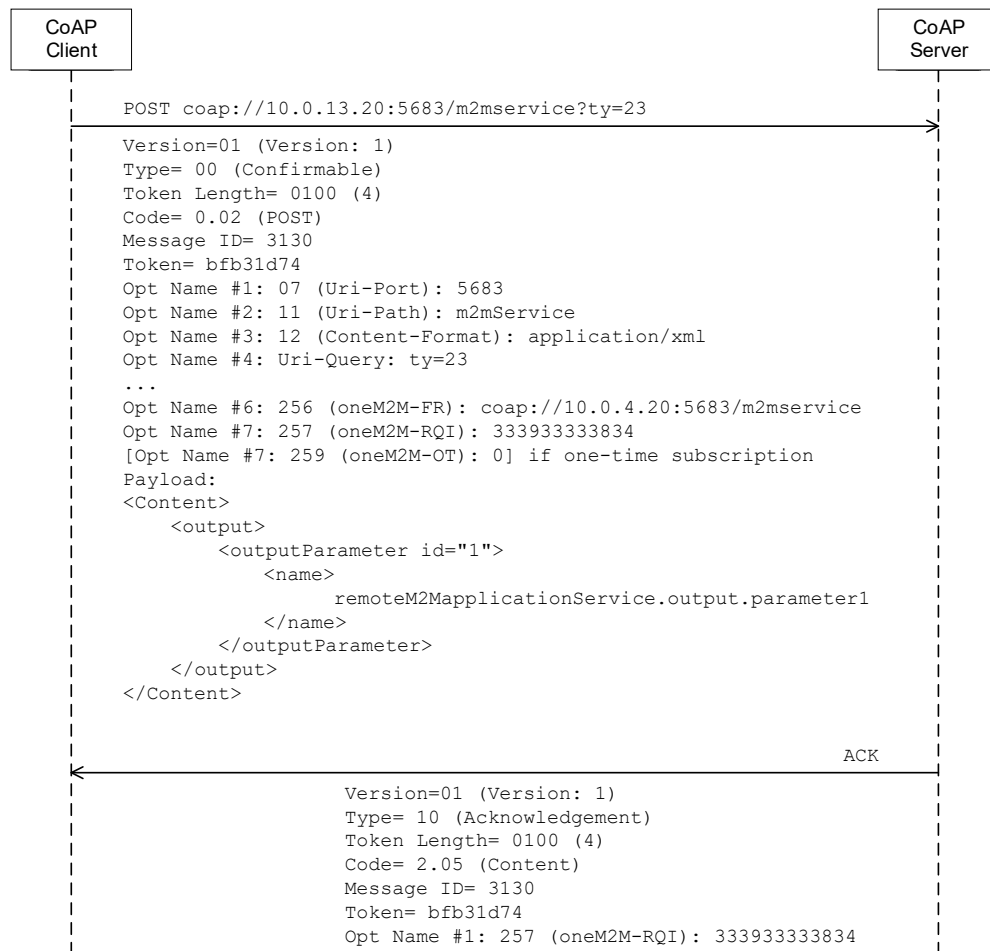 CoAP
Client
CoAP
Server
POST coap://10.0.13.20:5683/m2mservice?ty=23
Version=01 (Version: 1)
Type= 00 (Confirmable)
Token Length= 0100 (4)
Code= 0.02 (POST)
Message ID= 3130
Token= bfb31d74
Opt Name #1: 07 (Uri-Port): 5683
Opt Name #2: 11 (Uri-Path): m2mService
Opt Name #3: 12 (Content-Format): application/xml
Opt Name #4: Uri-Query: ty=23
...
Opt Name #6: 256 (oneM2M-FR): coap://10.0.4.20:5683/m2mservice
Opt Name #7: 257 (oneM2M-RQI): 333933333834
[Opt Name #7: 259 (oneM2M-OT): 0] if one-time subscription
Payload:
<Content>
<output>
<outputParameter id="1">
<name>
remoteM2MapplicationService.output.parameter1
</name>
</outputParameter>
</output>
</Content>
ACK
Version=01 (Version: 1)
Type= 10 (Acknowledgement)
Token Length= 0100 (4)
Code= 2.05 (Content)
Message ID= 3130
Token= bfb31d74
Opt Name #1: 257 (oneM2M-RQI): 333933333834